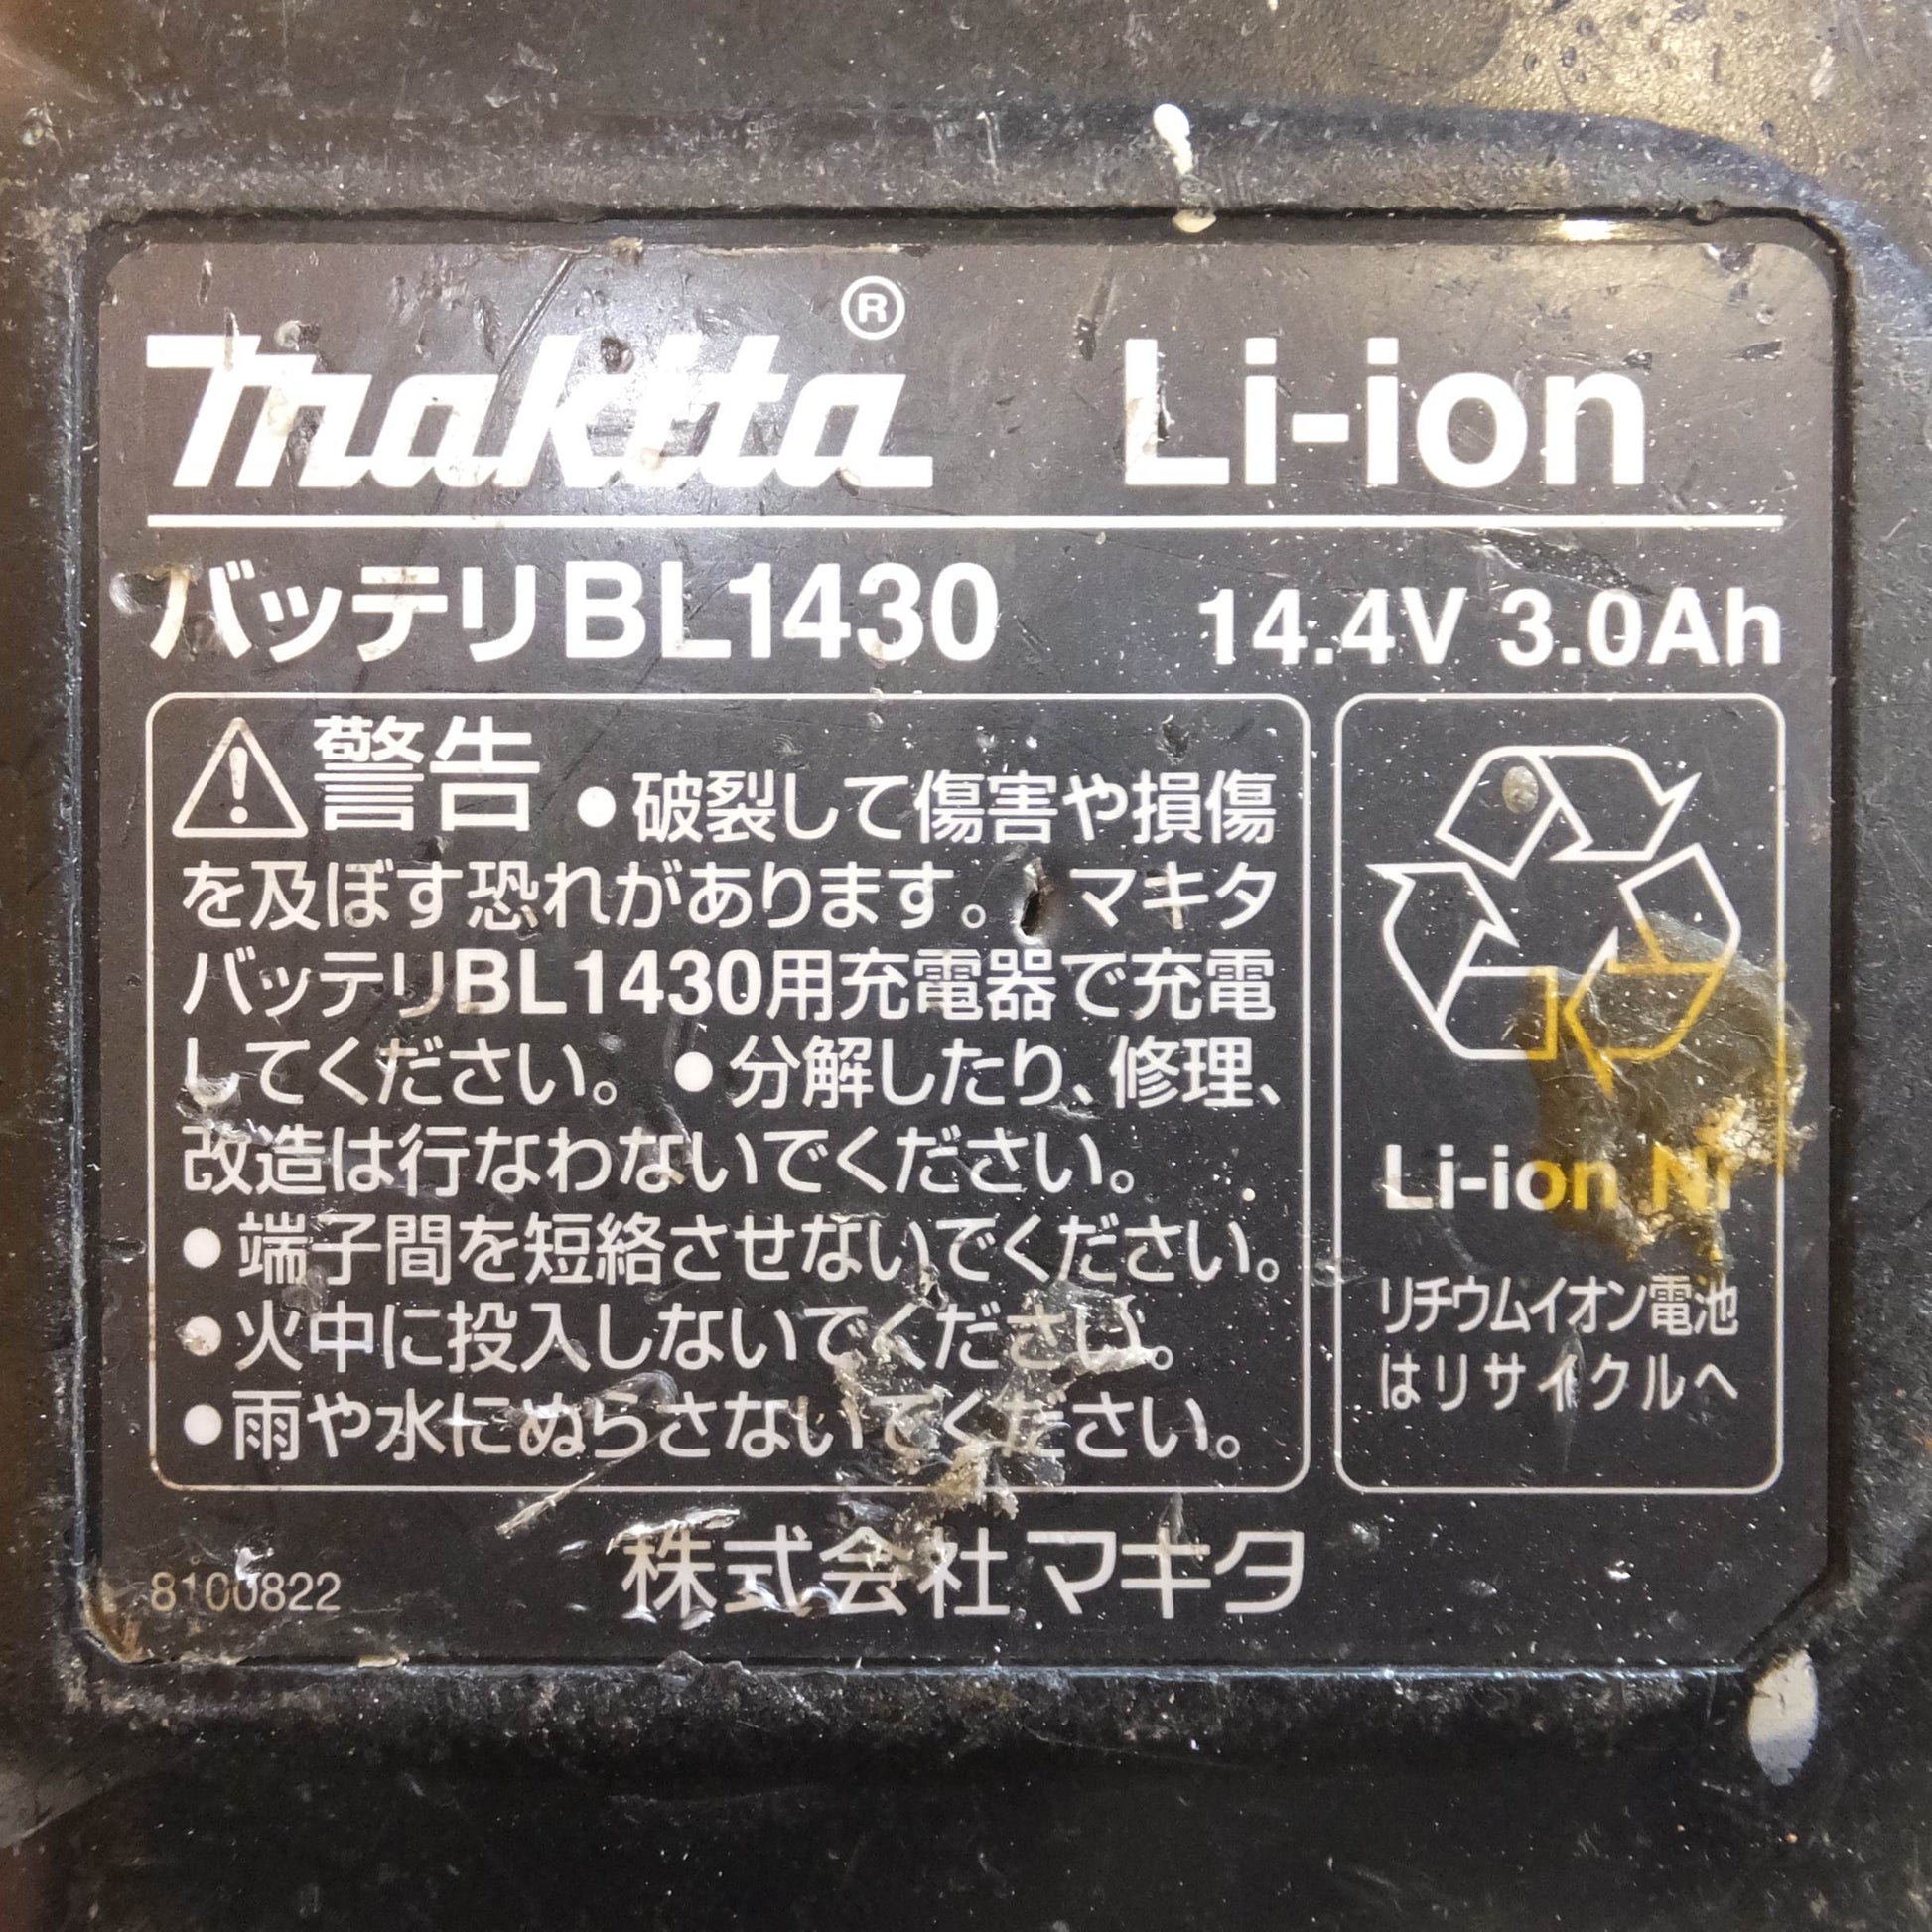 makita® Li-ion
バッテリBL1430 14.4V 3.0Ah
警告 ●破裂して傷害や損傷
を及ぼす恐れがあります。 マキタ
バッテリBL1430用充電器で充電
してください。 ●分解したり、修理、
改造は行なわないでください。
●端子間を短絡させないでください。
●火中に投入しないでください。
●雨や水にぬらさないでください。
Li-ion Ni
リチウムイオン電池
はリサイクルへ
株式会社マキタ
8100822